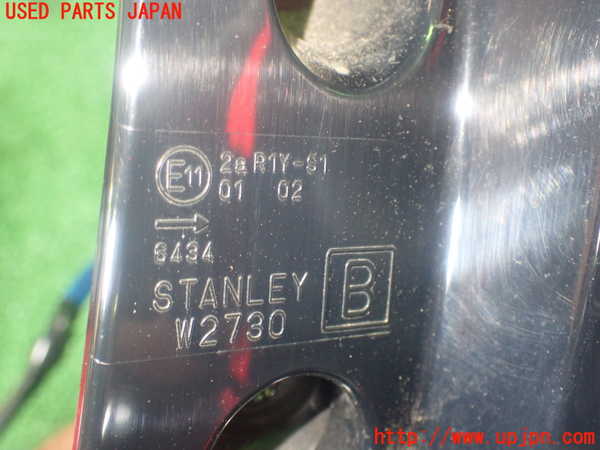 USED PARTS JAPAN
E11 2a R1Y-S1
01 02
→
6434
STANLEY B
W2730
http://www.upjpn.com